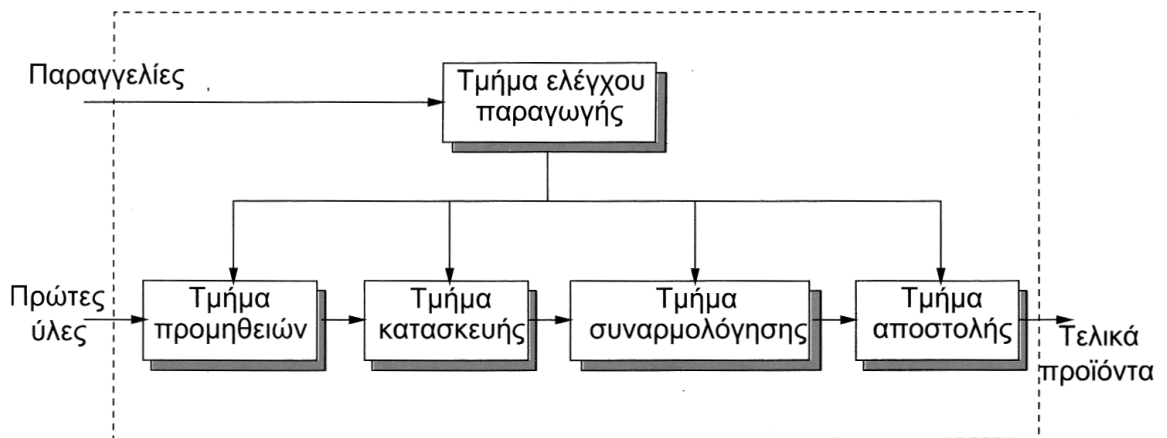 Παραγγελίες
Τμήμα ελέγχου
παραγωγής
Πρώτες
ύλες
Τμήμα
προμηθειών
Τμήμα
κατασκευής
Τμήμα
συναρμολόγησης
Τμήμα
αποστολής
Τελικά
προϊόντα